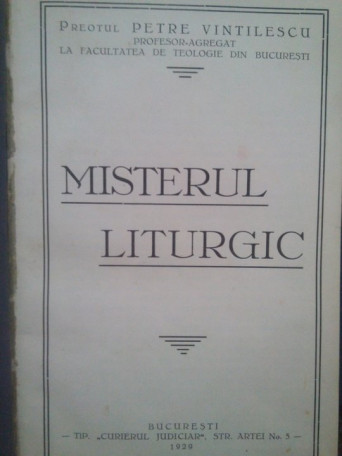 PREOTUL PETRE VINTILESCU
PROFESOR-AGREGAT
LA FACULTATEA DE TEOLOGIE DIN BUCUREȘTI
MISTERUL
LITURGIC
BUCUREȘTI
— TIP. „CURIERUL JUDICIAR“, STR. ARTEI No. 5 —
1929